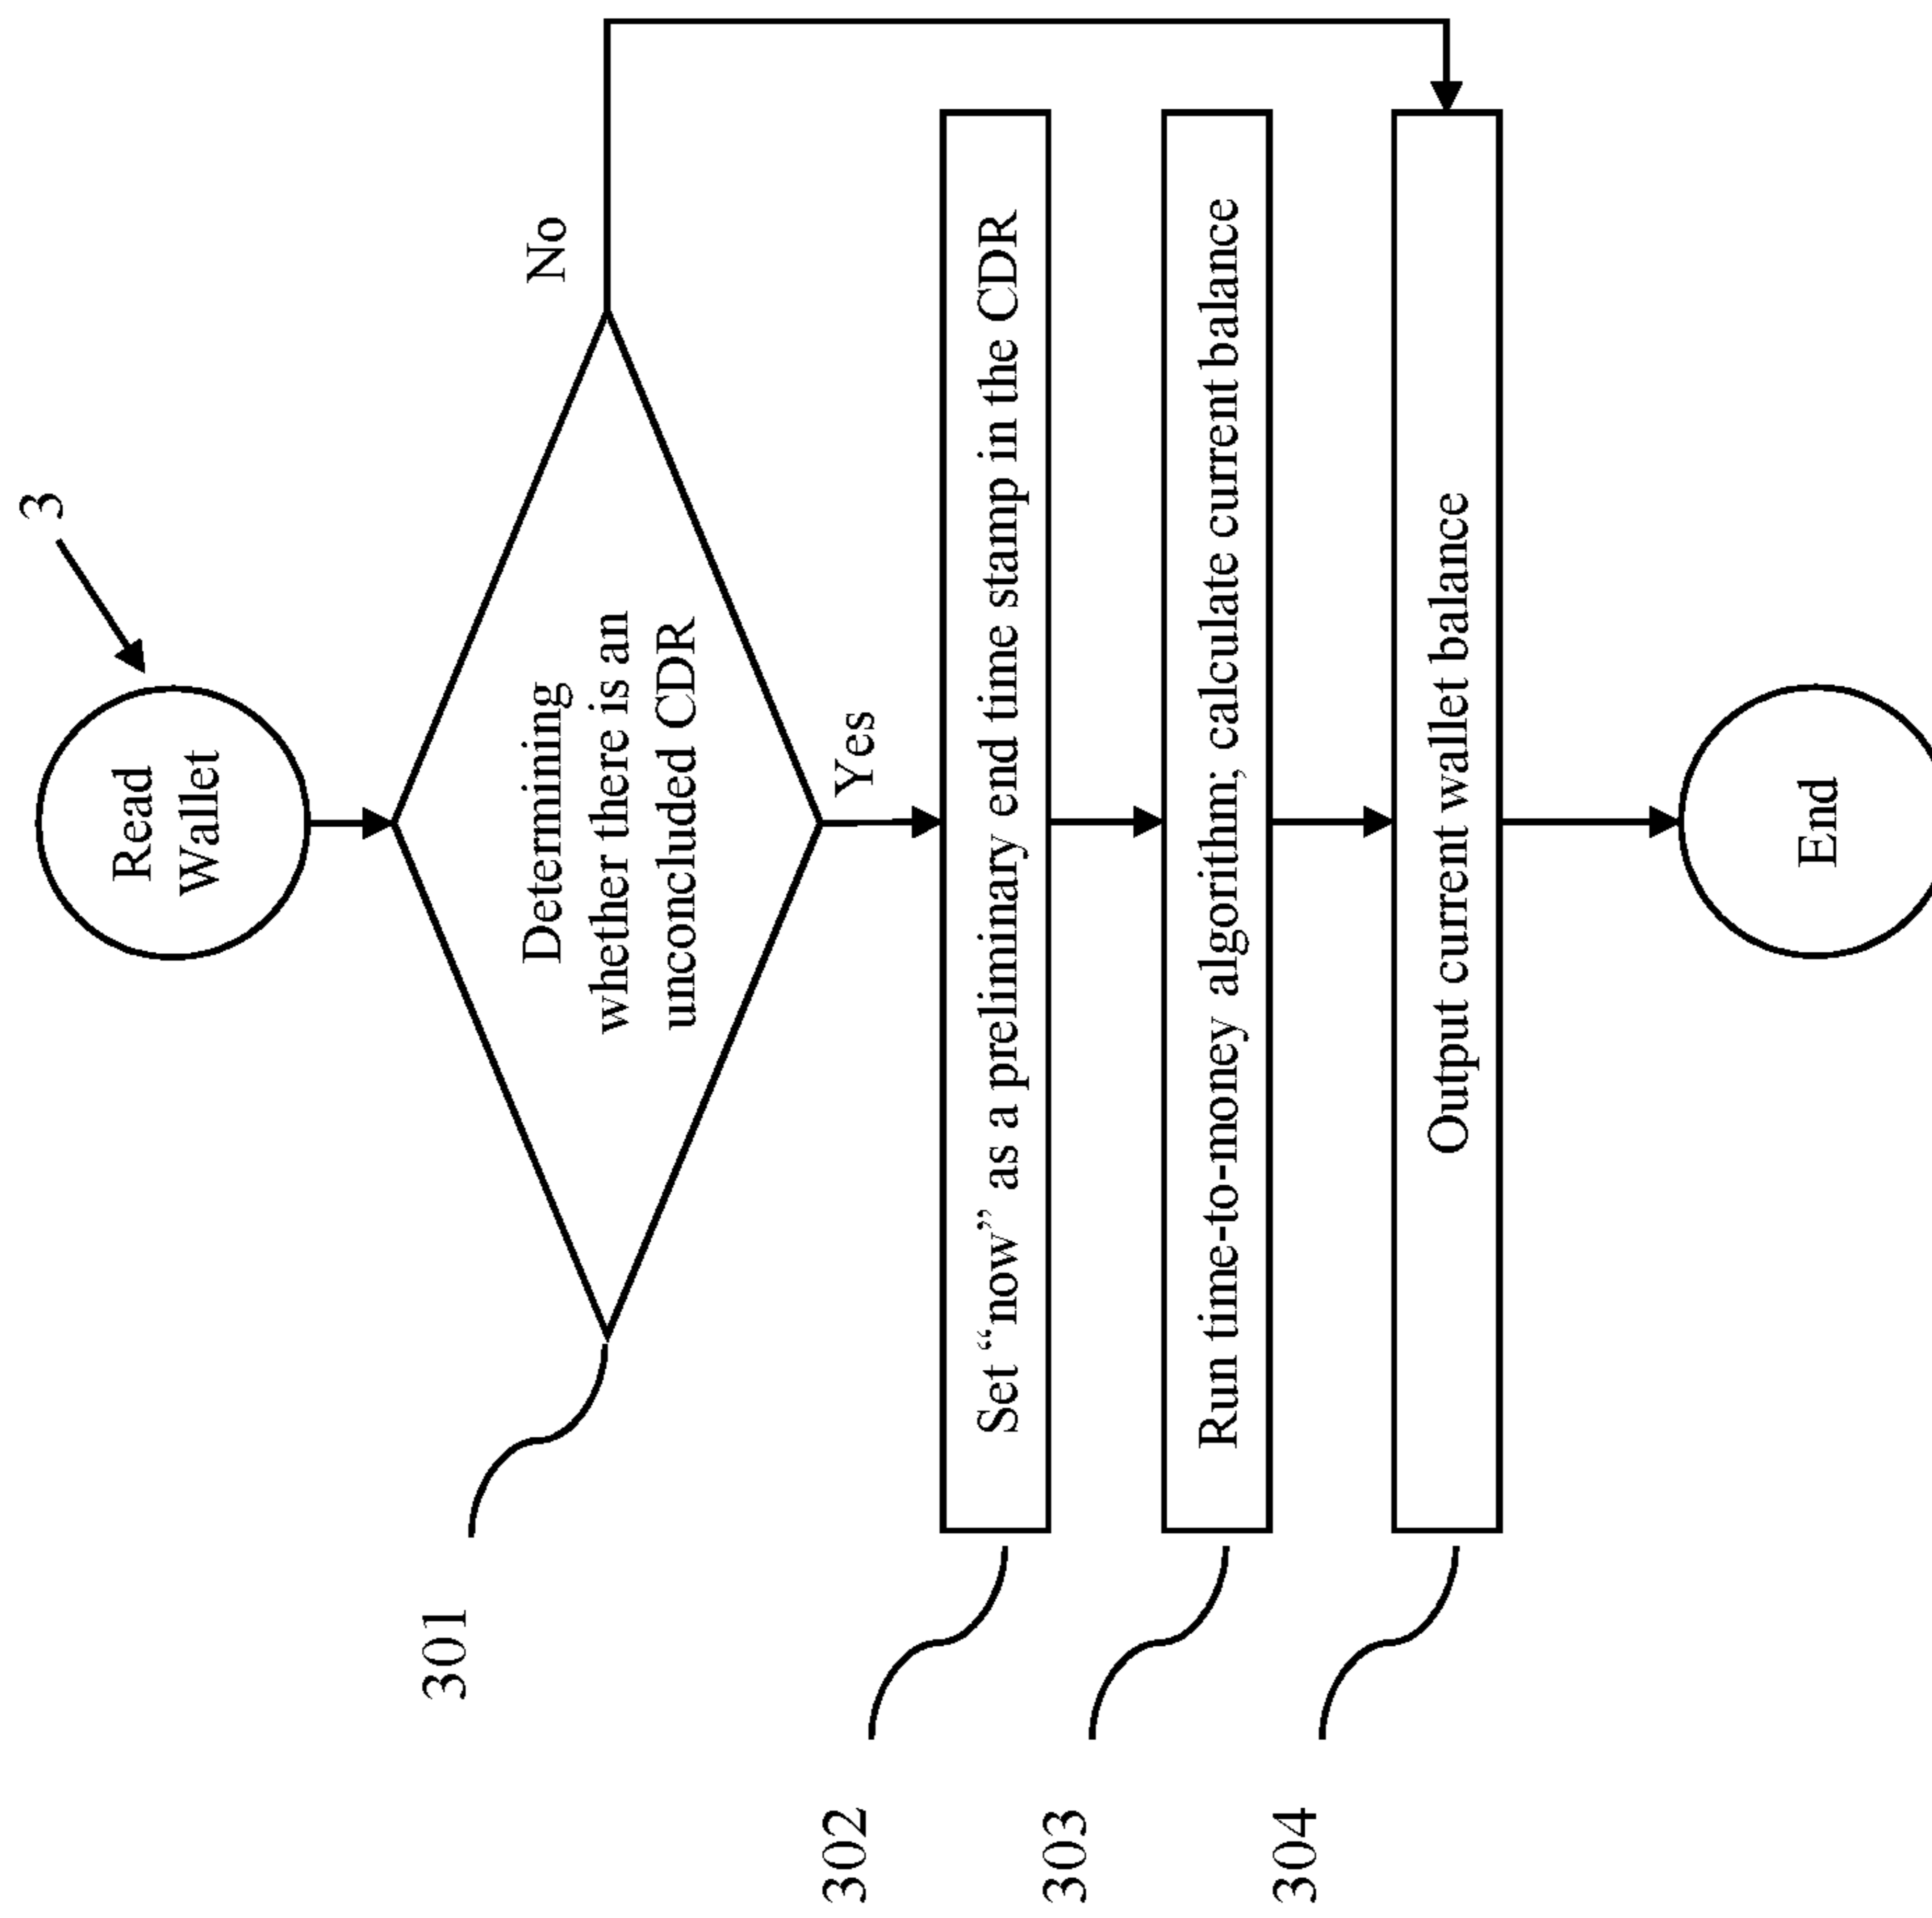 3
Read
Wallet
301
Determining
whether there is an
unconcluded CDR
No
Yes
302
Set “now” as a preliminary end time stamp in the CDR
303
Run time-to-money algorithm; calculate current balance
304
Output current wallet balance
End